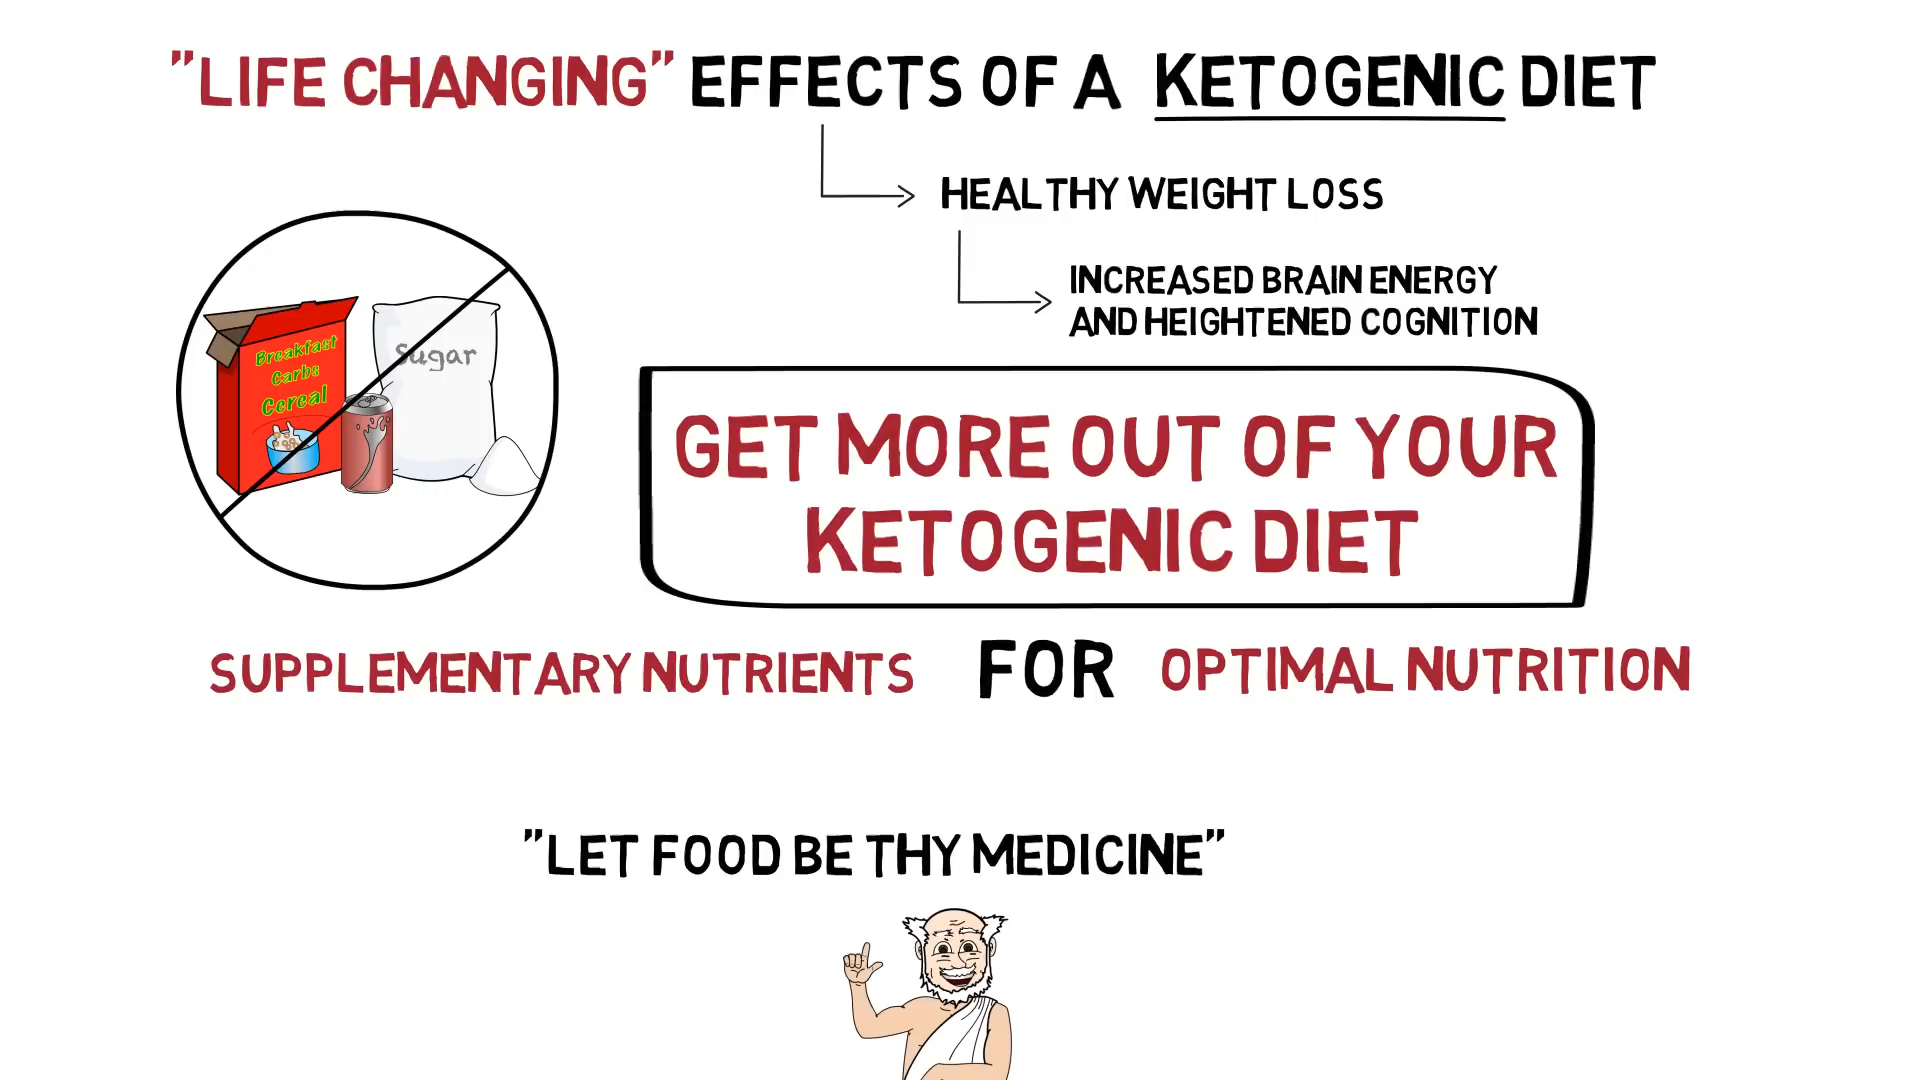 "LIFE CHANGING" EFFECTS OF A KETOGENIC DIET
HEALTHY WEIGHT LOSS
INCREASED BRAIN ENERGY
AND HEIGHTENED COGNITION
Breakfast
Carbs
Cereal
Sugar
GET MORE OUT OF YOUR
KETOGENIC DIET
SUPPLEMENTARY NUTRIENTS FOR OPTIMAL NUTRITION
"LET FOOD BE THY MEDICINE"